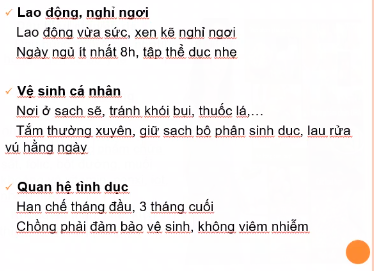 Lao động, nghỉ ngơi
Lao động vừa sức, xen kẽ nghỉ ngơi
Ngày ngủ ít nhất 8h, tập thể dục nhẹ
Vệ sinh cá nhân
Nơi ở sạch sẽ, tránh khói bụi, thuốc lá,…
Tắm thường xuyên, giữ sạch bộ phân sinh dục, lau rửa
vú hằng ngày
Quan hệ tình dục
Hạn chế tháng đầu, 3 tháng cuối
Chồng phải đảm bảo vệ sinh, không viêm nhiễm